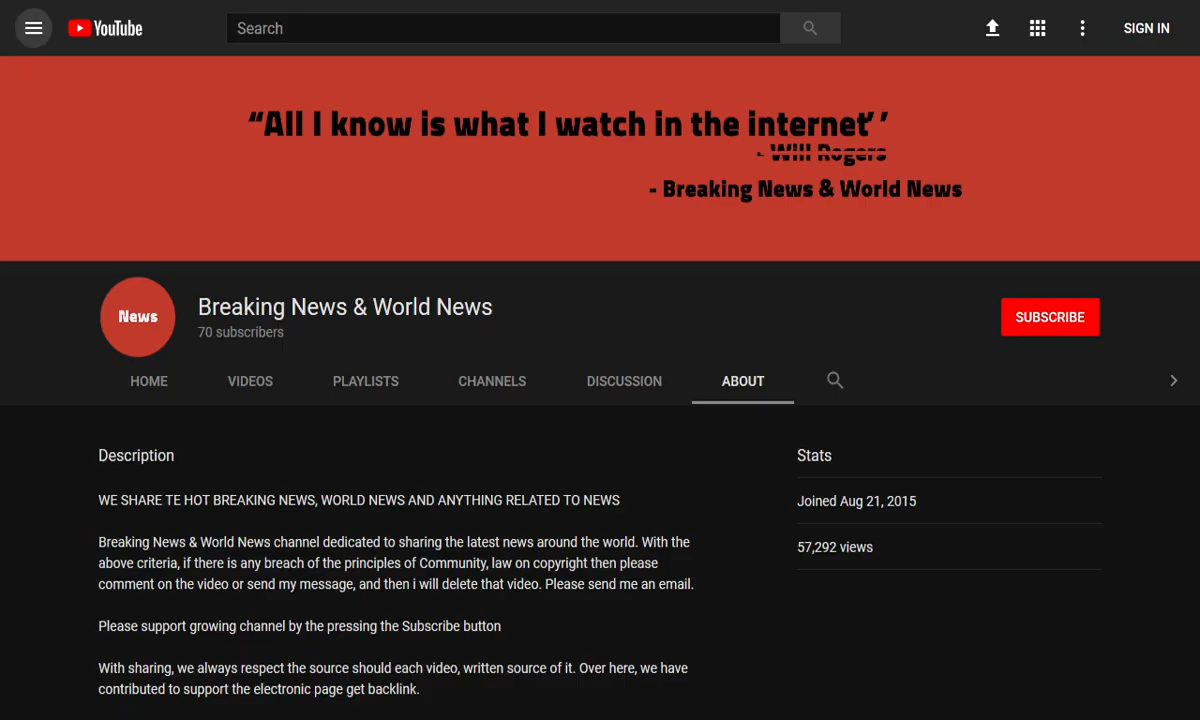 YouTube
Search
SIGN IN
“All I know is what I watch in the internet’’
- Will Rogers
- Breaking News & World News
News
Breaking News & World News
70 subscribers
SUBSCRIBE
HOME VIDEOS PLAYLISTS CHANNELS DISCUSSION ABOUT
Description
WE SHARE TE HOT BREAKING NEWS, WORLD NEWS AND ANYTHING RELATED TO NEWS
Breaking News & World News channel dedicated to sharing the latest news around the world. With the
above criteria, if there is any breach of the principles of Community, law on copyright then please
comment on the video or send my message, and then i will delete that video. Please send me an email.
Please support growing channel by the pressing the Subscribe button
With sharing, we always respect the source should each video, written source of it. Over here, we have
contributed to support the electronic page get backlink.
Stats
Joined Aug 21, 2015
57,292 views